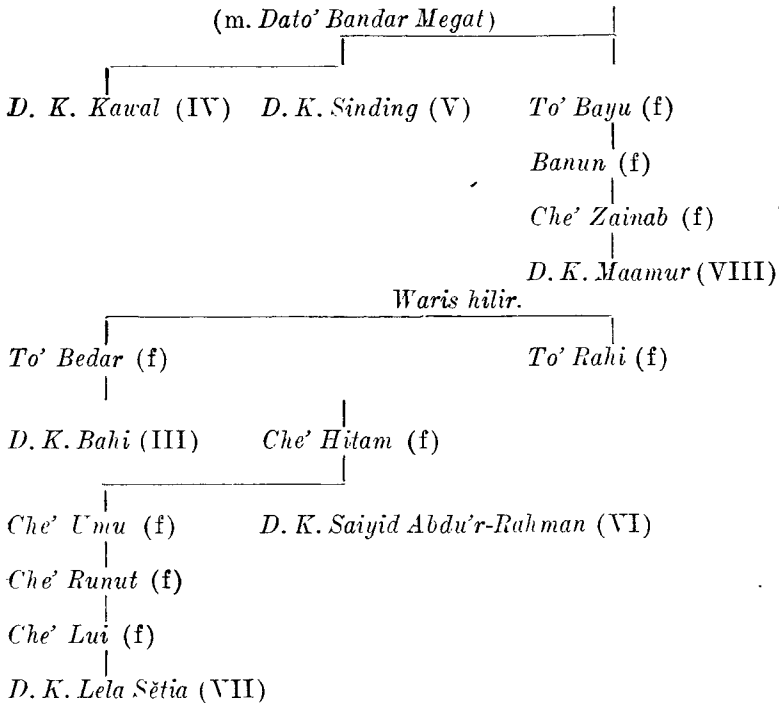 (m. Dato' Bandar Megat)
D. K. Kawal (IV) D. K. Sinding (V) To' Bayu (f)
Banun (f)
Che' Zainab (f)
D. K. Maamur (VIII)
Waris hilir.
To' Bedar (f) To' Rahi (f)
D. K. Bahi (III) Che' Hitam (f)
Che' Umu (f) D. K. Saiyid Abdu'r-Rahman (VI)
Che' Runut (f)
Che' Lui (f)
D. K. Lela Sĕtia (VII)